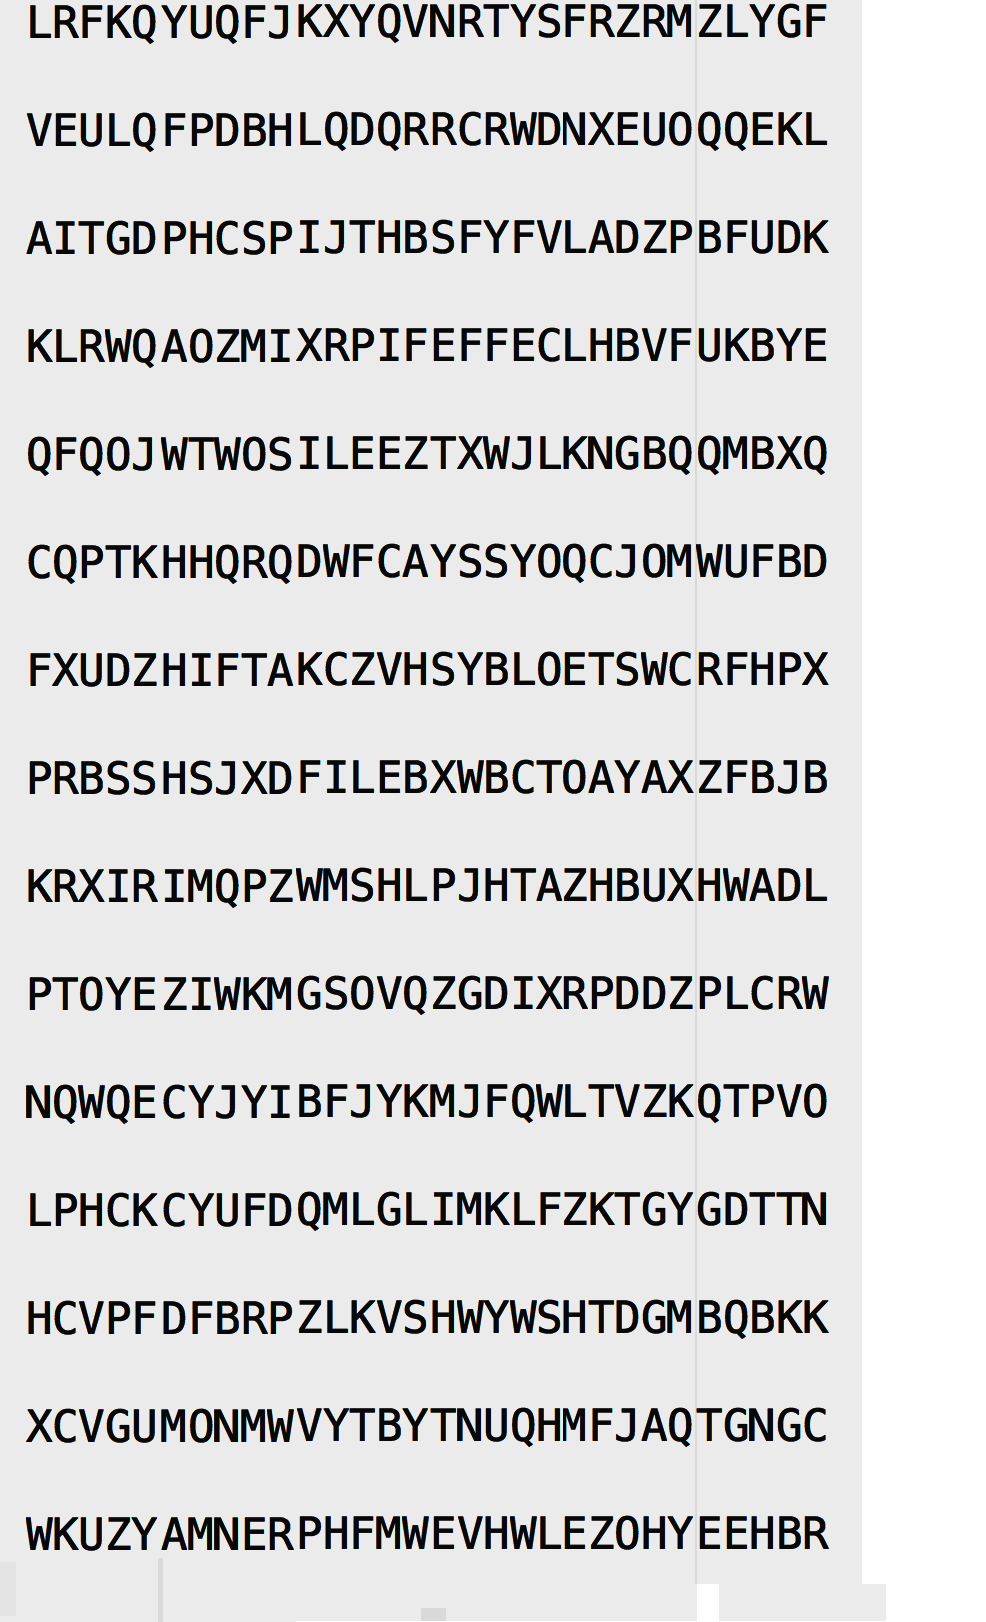 LRFKQYUQFJKXYQVNRTYSFRZRMZLYGF
VEULQFPDBHLQDQRRCRWDNXEUOQQEKL
AITGDPHCSPIJTHBSFYFVLADZPBFUDK
KLRWQAOZMIXRPIFEFFECLHBVFUKBYE
QFQOJWTWOSILEEZTXWJLKNGBQQMBXQ
CQPTKHHQRQDWFCAYSSYOQCJOMWUFBD
FXUDZHIFTAKCZVHSYBLOETSWCRFHPX
PRBSSHSJXDFILEBXWBCTOAYAXZFBJB
KRXIRIMQPZWMSHLPJHTAZHBUXHWADL
PTOYEZIWKMGSOVQZGDIXRPDDZPLCRW
NQWQECYJYIBFJYKMJFQWLTVZKQTPVO
LPHCKCYUFDQMLGLIMKLFZKTGYGDTTN
HCVPFDFBRPZLKVSHWYWSHTDGMBQBKK
XCVGUMONMWVYTBYTNUQHMFJAQTGNGC
WKUZYAMNERPHFMWEVHWLEZOHYEEHBR